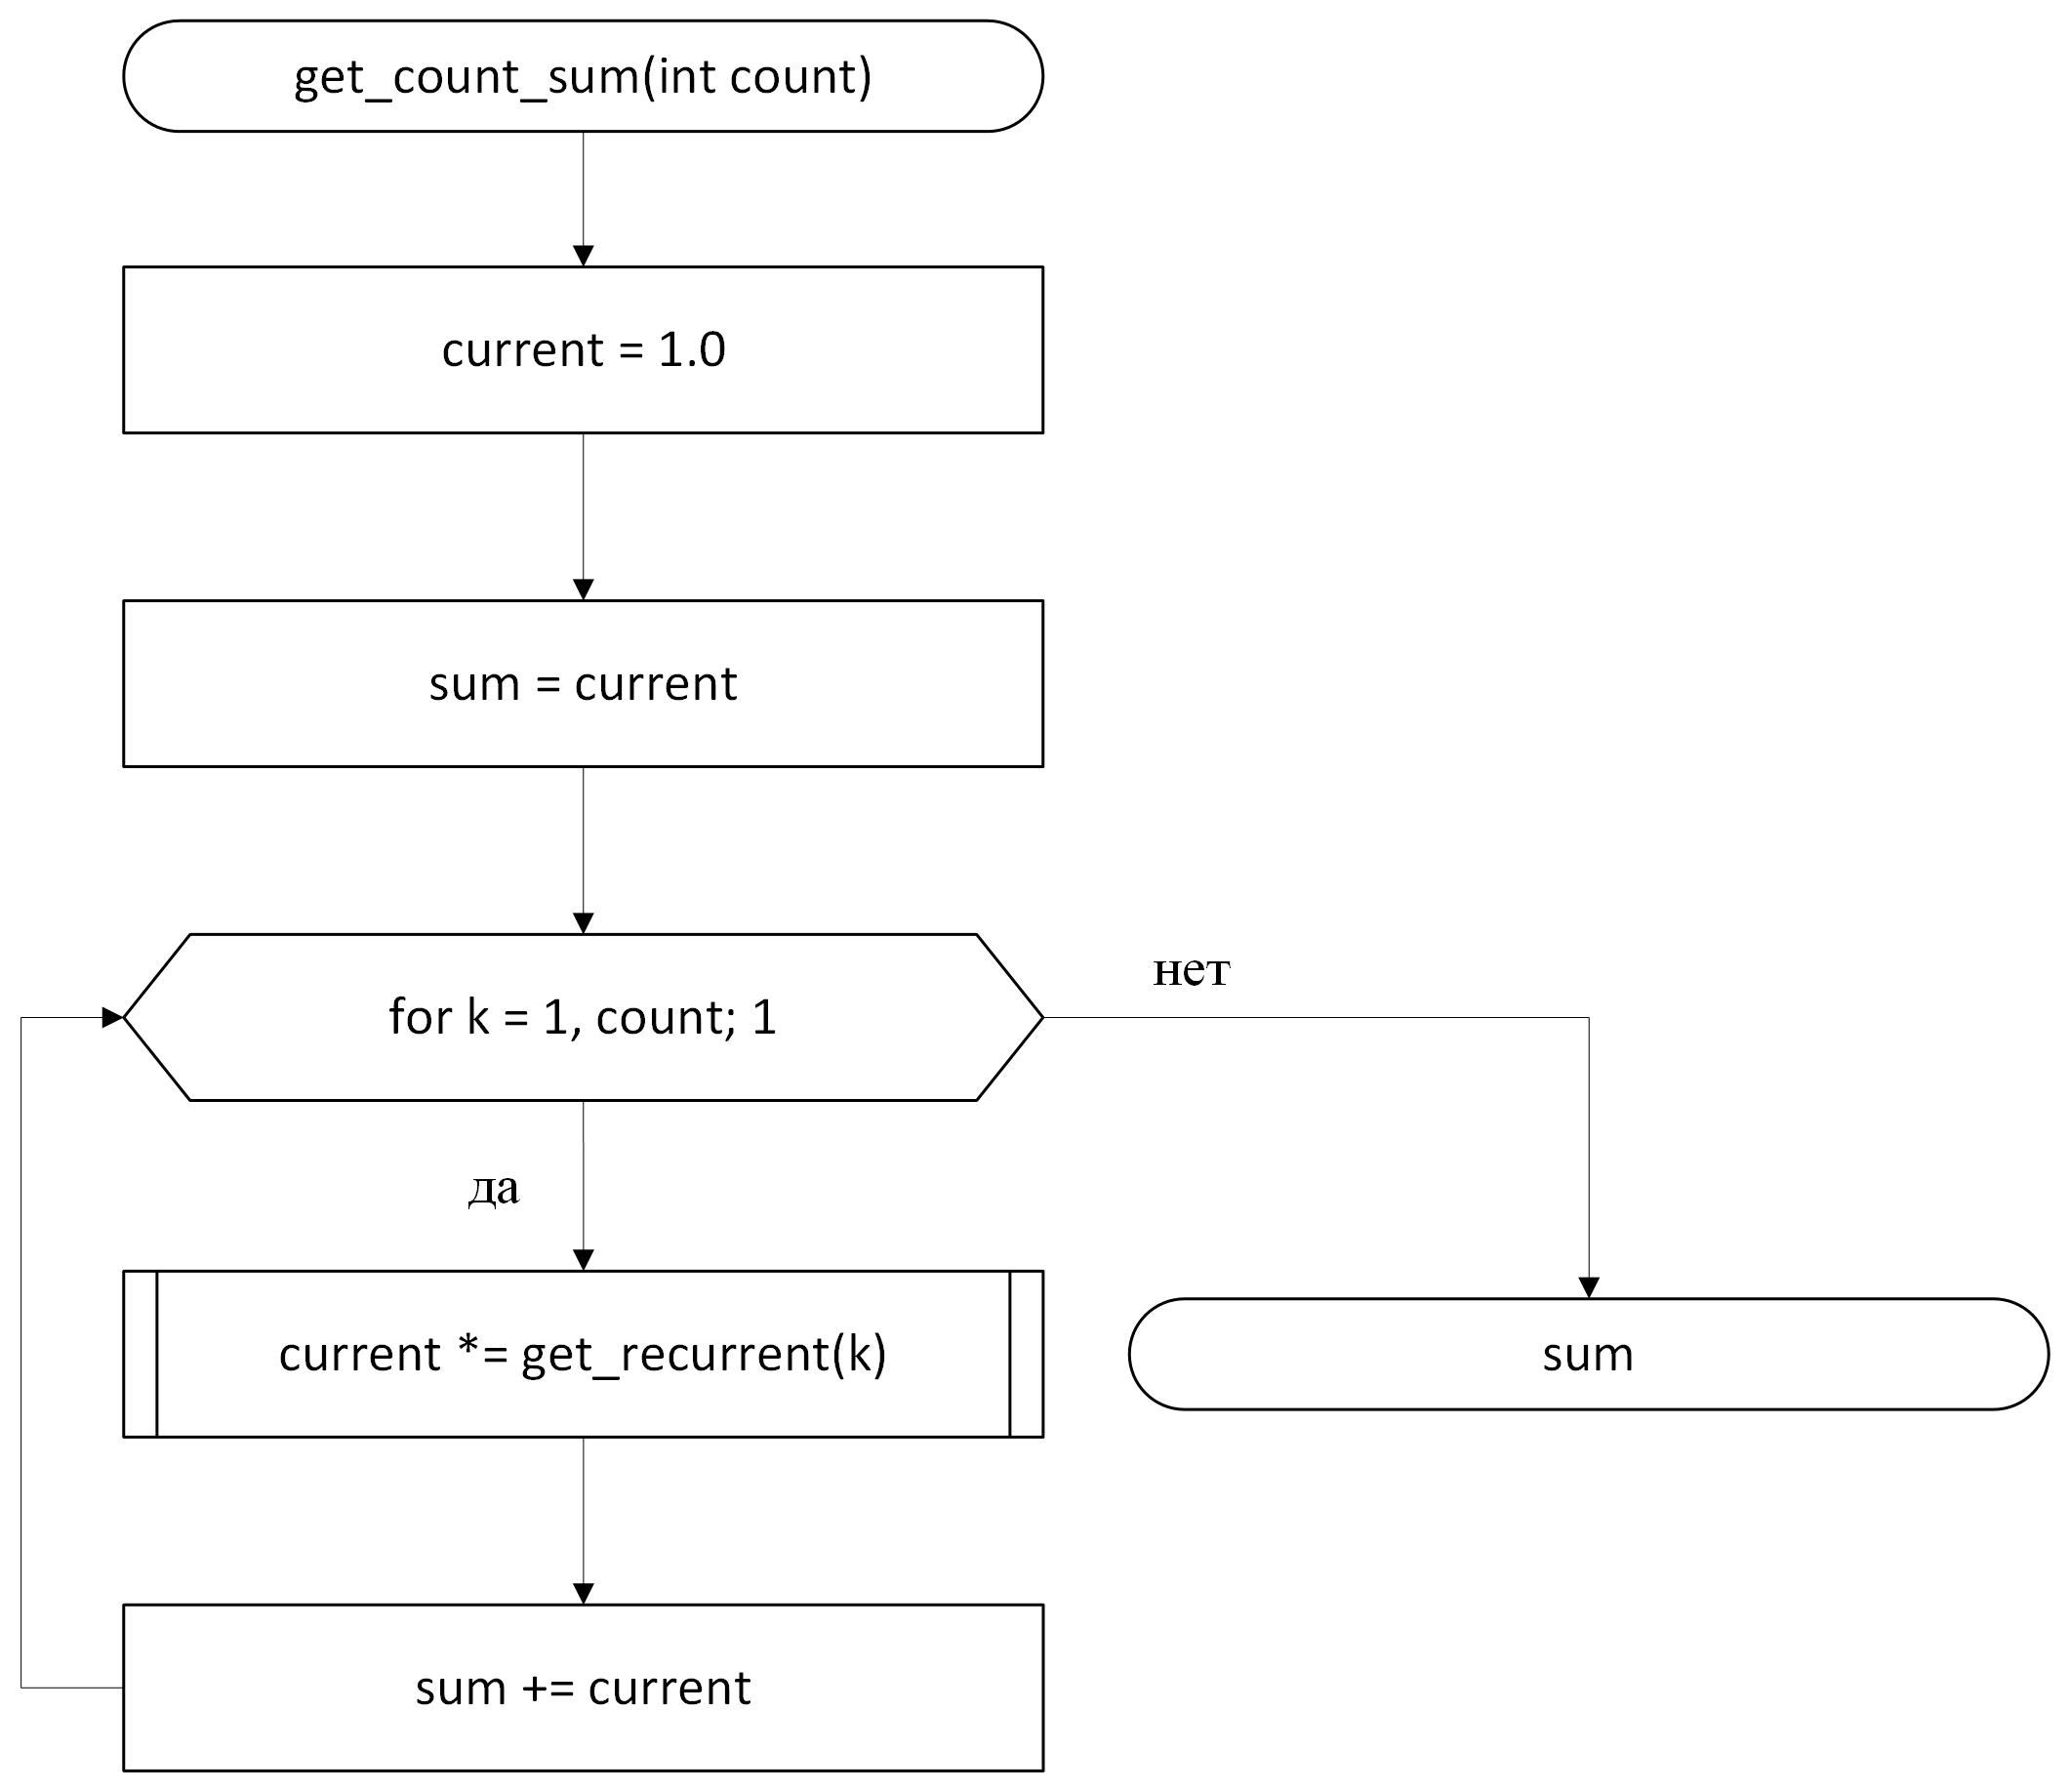 get_count_sum(int count)
current = 1.0
sum = current
for k = 1, count; 1
нет
да
current *= get_recurrent(k)
sum
sum += current